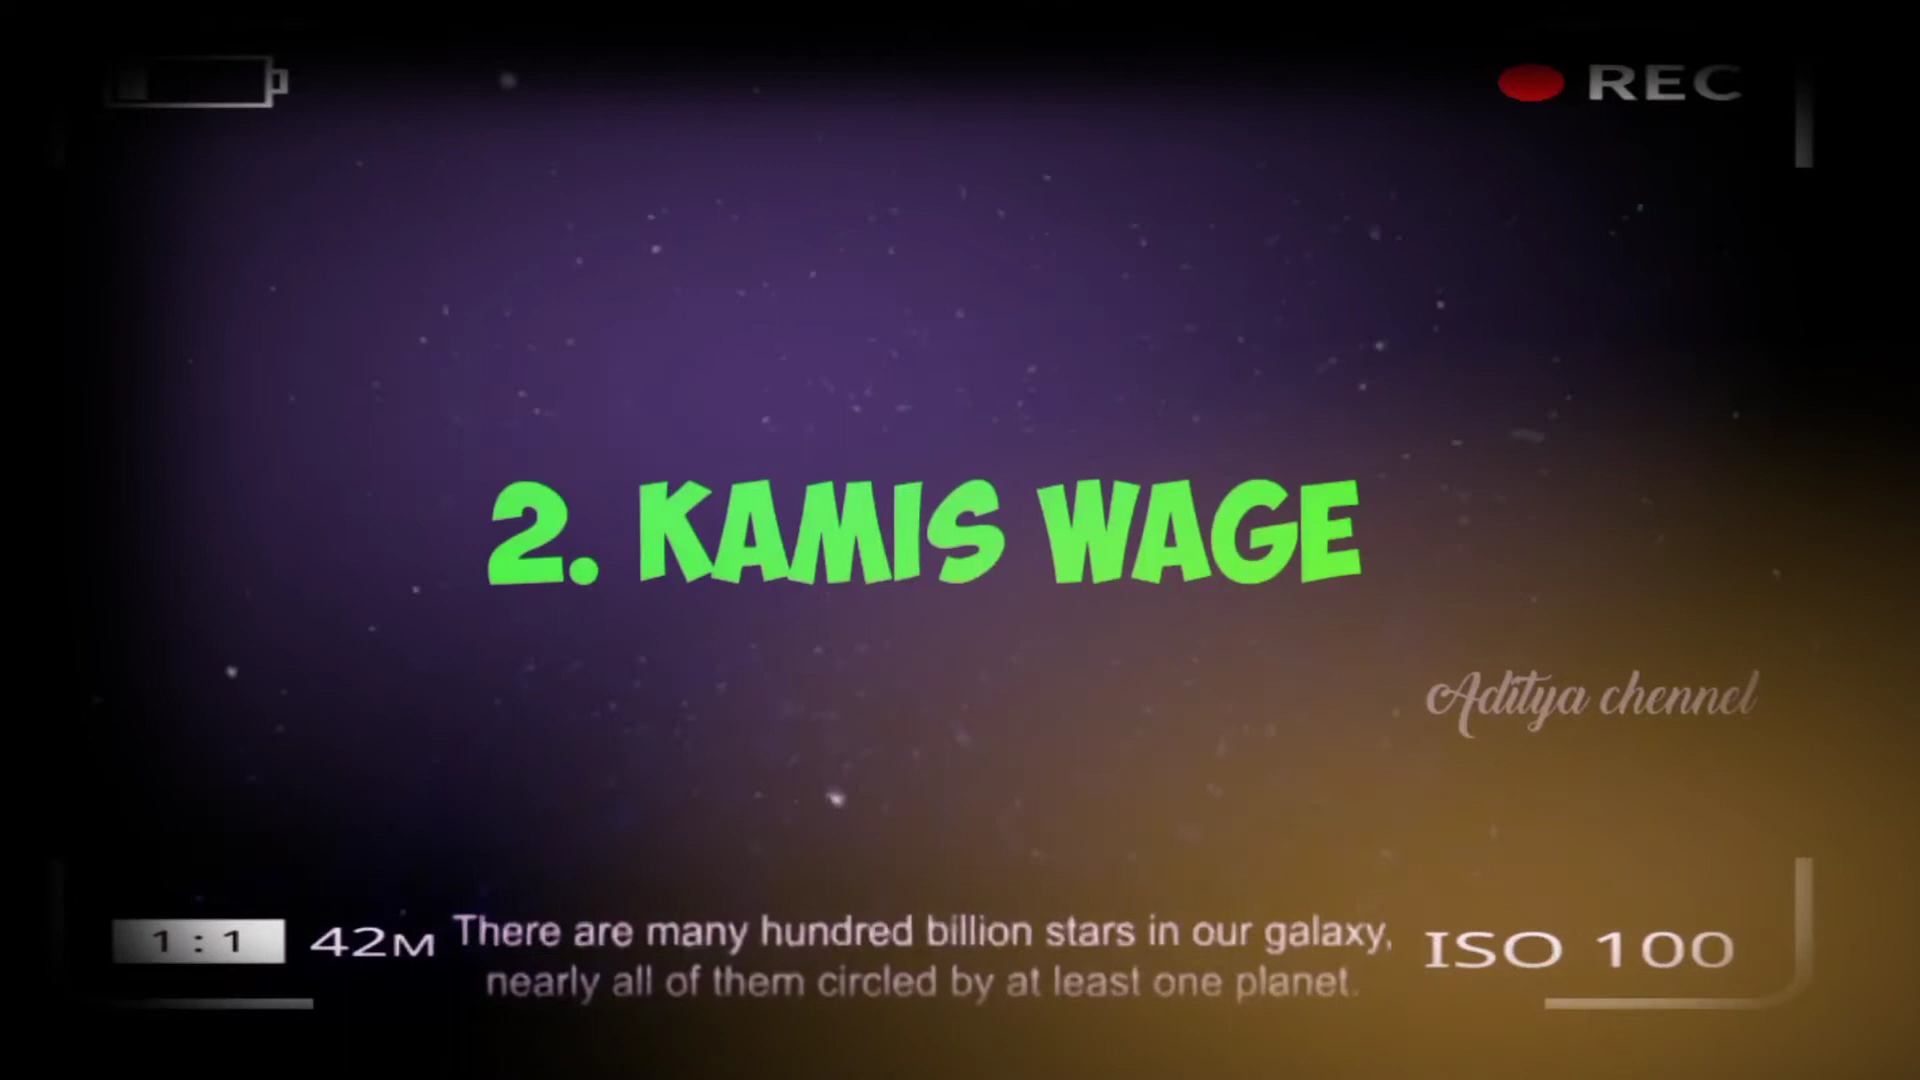 REC
2. KAMIS WAGE
Aditya chennel
1 : 1
42M
There are many hundred billion stars in our galaxy,
nearly all of them circled by at least one planet.
ISO 100